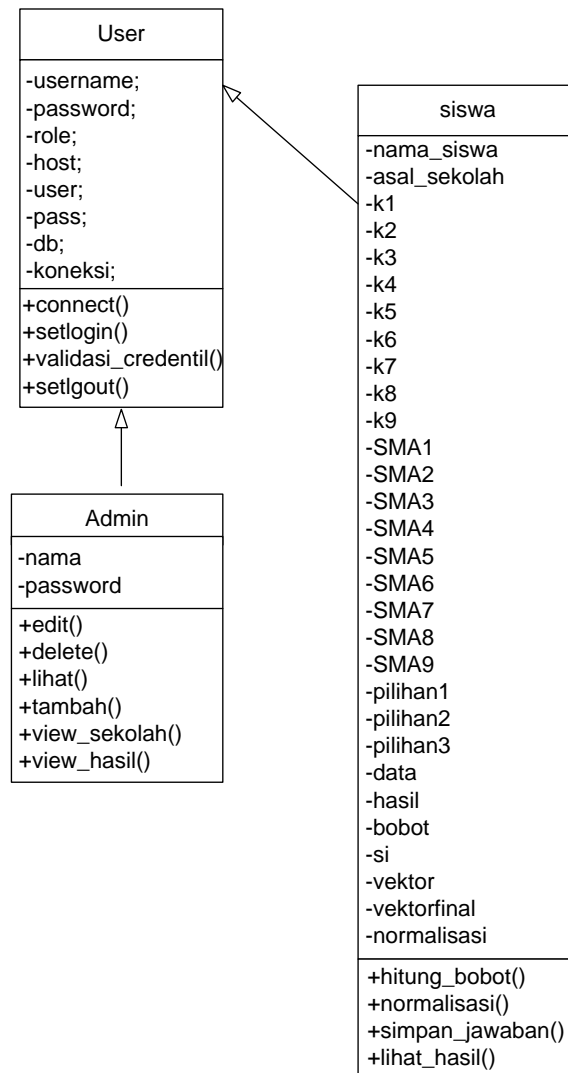 User
-username;
-password;
-role;
-host;
-user;
-pass;
-db;
-koneksi;
+connect()
+setlogin()
+validasi_credentil()
+setlgout()
Admin
-nama
-password
+edit()
+delete()
+lihat()
+tambah()
+view_sekolah()
+view_hasil()
siswa
-nama_siswa
-asal_sekolah
-k1
-k2
-k3
-k4
-k5
-k6
-k7
-k8
-k9
-SMA1
-SMA2
-SMA3
-SMA4
-SMA5
-SMA6
-SMA7
-SMA8
-SMA9
-pilihan1
-pilihan2
-pilihan3
-data
-hasil
-bobot
-si
-vektor
-vektorfinal
-normalisasi
+hitung_bobot()
+normalisasi()
+simpan_jawaban()
+lihat_hasil()